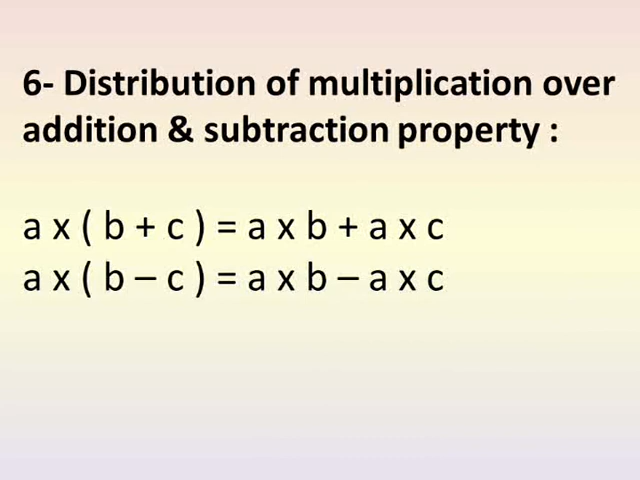 6- Distribution of multiplication over
addition & subtraction property :
a x ( b + c ) = a x b + a x c
a x ( b – c ) = a x b – a x c